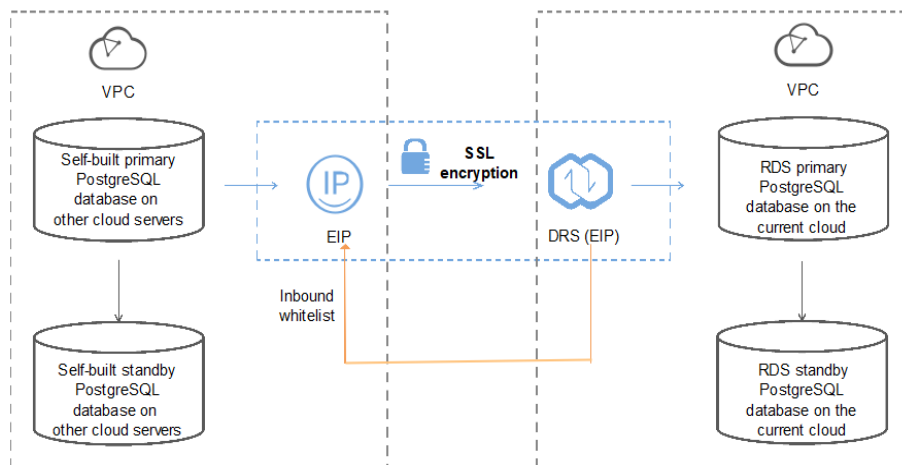 VPC
Self-built primary
PostgreSQL
database on
other cloud servers
IP
EIP
SSL
encryption
DRS (EIP)
VPC
RDS primary
PostgreSQL
database on the
current cloud
Inbound
whitelist
Self-built standby
PostgreSQL
database on
other cloud servers
RDS standby
PostgreSQL
database on the
current cloud